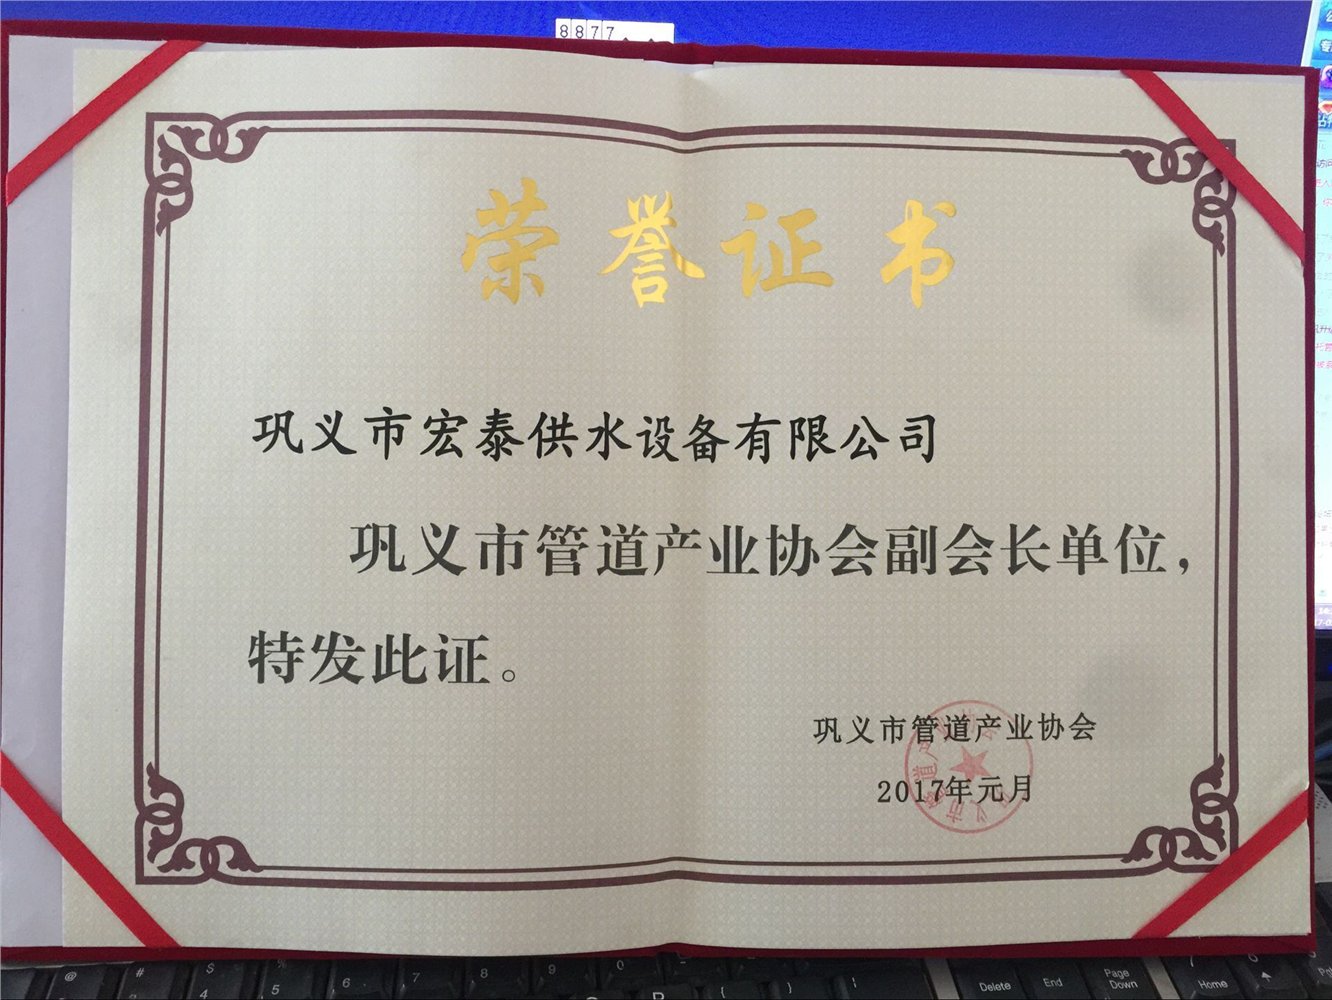 8877
荣誉证书
巩义市宏泰供水设备有限公司
巩义市管道产业协会副会长单位，
特发此证。
巩义市管道产业协会
2017年元月
Delete
End
Page Down
Home